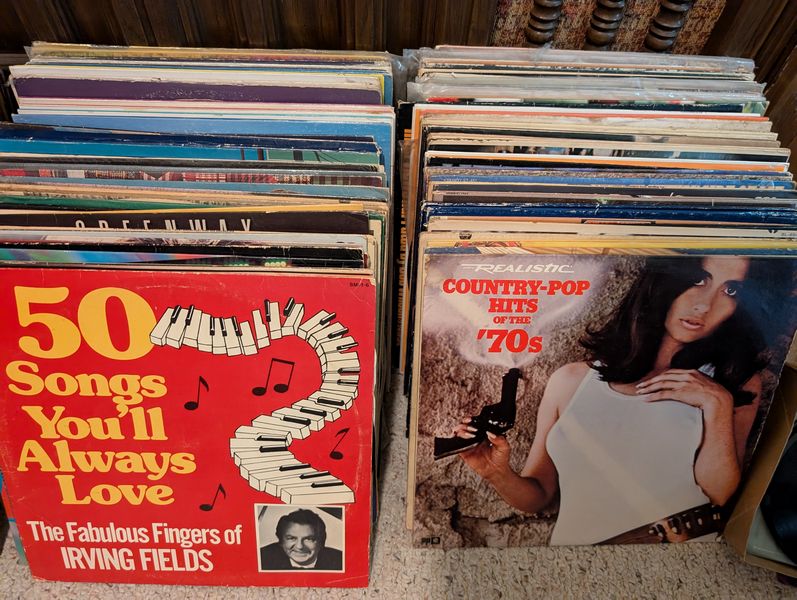 GREENWAY
50
Songs
You'll
Always
Love
The Fabulous Fingers of
IRVING FIELDS
REALISTIC
COUNTRY-POP
HITS
OF THE
'70s